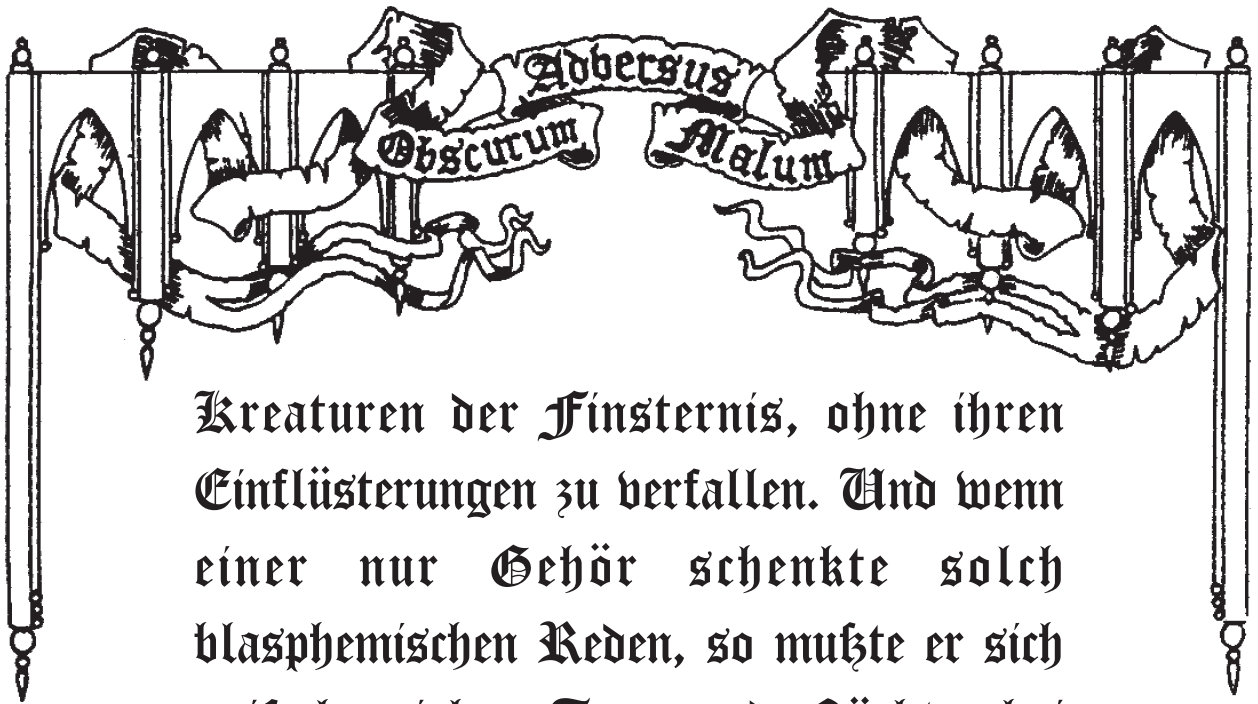 Adversus
Obscurum Malum
Kreaturen der Finsternis, ohne ihren
Einflüsterungen zu verfallen. Und wenn
einer nur Gehör schenkte solch
blasphemischen Reden, so mußte er sich